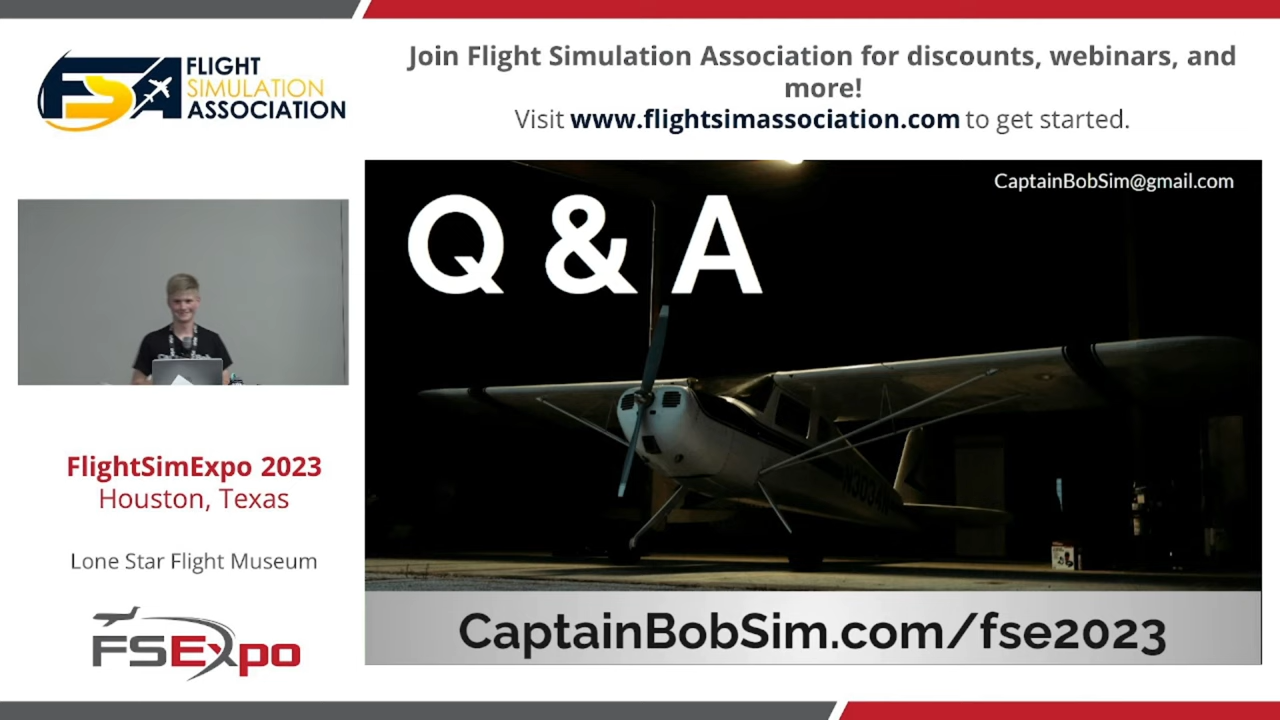 FLIGHT
SIMULATION
ASSOCIATION
Join Flight Simulation Association for discounts, webinars, and
more!
Visit www.flightsimassociation.com to get started.
CaptainBobSim@gmail.com
Q & A
FlightSimExpo 2023
Houston, Texas
Lone Star Flight Museum
FSExpo
CaptainBobSim.com/fse2023